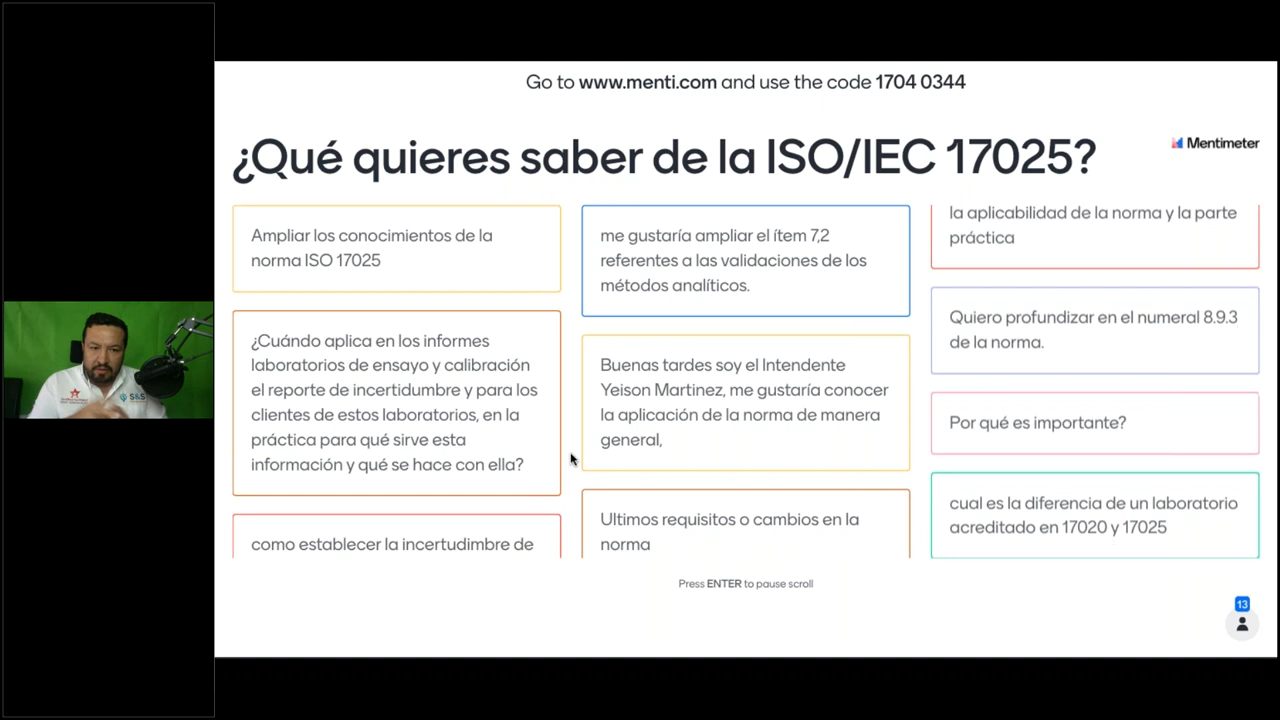 Go to www.menti.com and use the code 1704 0344
¿Qué quieres saber de la ISO/IEC 17025?
Mentimeter
Ampliar los conocimientos de la
norma ISO 17025
¿Cuándo aplica en los informes
laboratorios de ensayo y calibración
el reporte de incertidumbre y para los
clientes de estos laboratorios, en la
práctica para qué sirve esta
información y qué se hace con ella?
como establecer la incertudimbre de
me gustaría ampliar el ítem 7,2
referentes a las validaciones de los
métodos analíticos.
Buenas tardes soy el Intendente
Yeison Martinez, me gustaría conocer
la aplicación de la norma de manera
general,
Ultimos requisitos o cambios en la
norma
la aplicabilidad de la norma y la parte
práctica
Quiero profundizar en el numeral 8.9.3
de la norma.
Por qué es importante?
cual es la diferencia de un laboratorio
acreditado en 17020 y 17025
Press ENTER to pause scroll
13
S&S